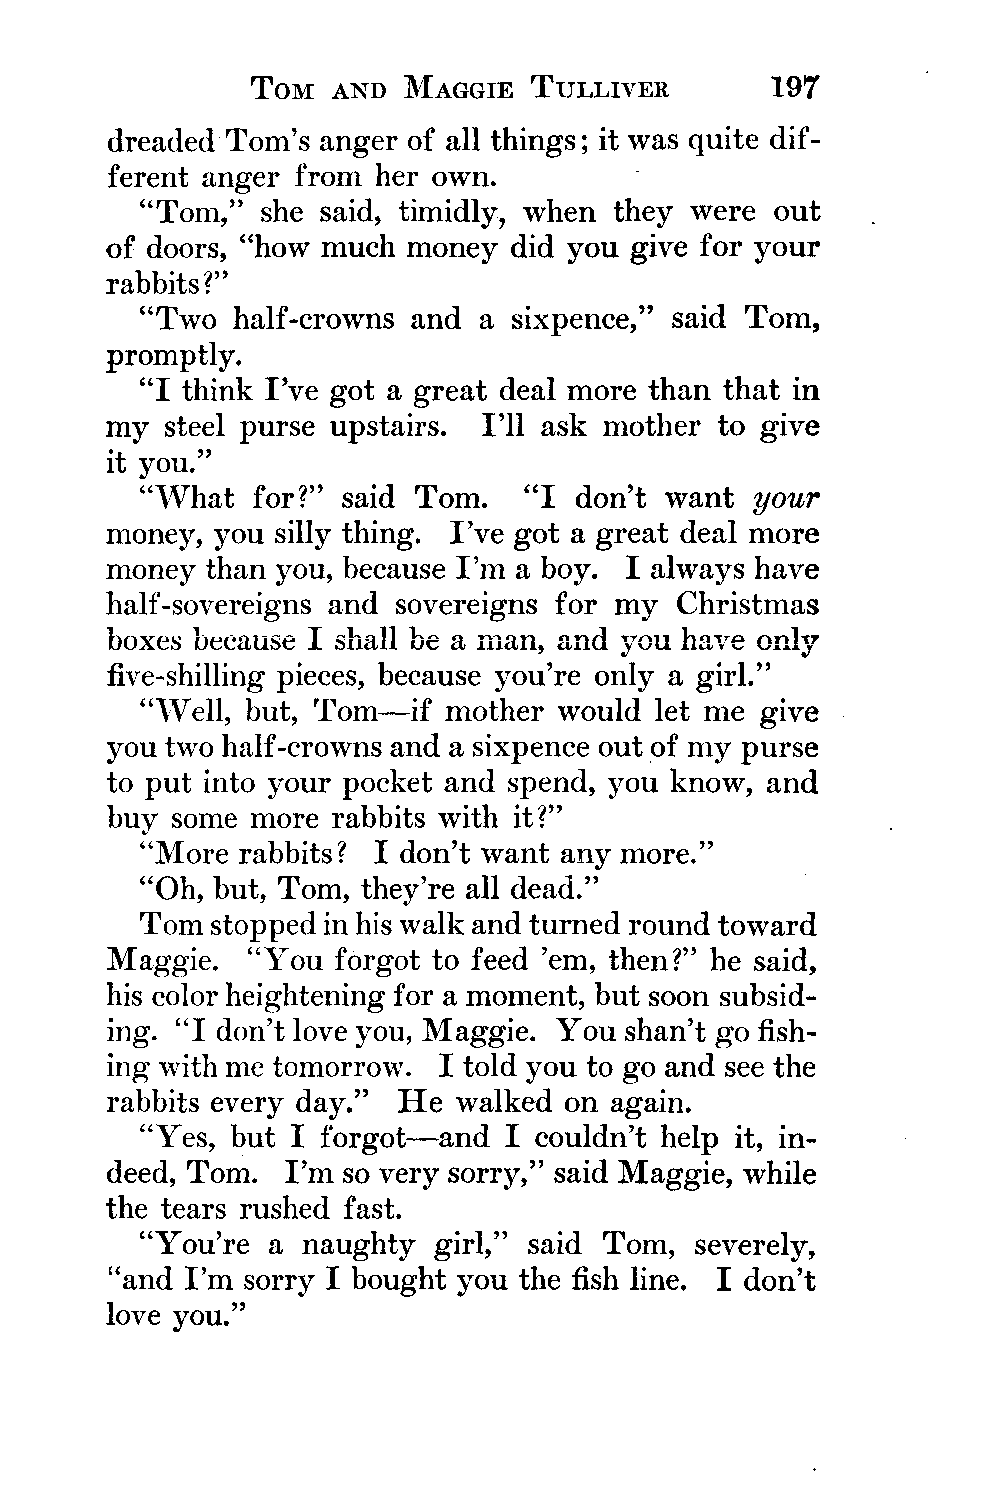 TOM AND MAGGIE TULLIVER 197
dreaded Tom's anger of all things; it was quite dif-
ferent anger from her own.
"Tom," she said, timidly, when they were out
of doors, "how much money did you give for your
rabbits?"
"Two half-crowns and a sixpence," said Tom,
promptly.
"I think I've got a great deal more than that in
my steel purse upstairs. I'll ask mother to give
it you."
"What for?" said Tom. "I don't want your
money, you silly thing. I've got a great deal more
money than you, because I'm a boy. I always have
half-sovereigns and sovereigns for my Christmas
boxes because I shall be a man, and you have only
five-shilling pieces, because you're only a girl."
"Well, but, Tom—if mother would let me give
you two half-crowns and a sixpence out of my purse
to put into your pocket and spend, you know, and
buy some more rabbits with it?"
"More rabbits? I don't want any more."
"Oh, but, Tom, they're all dead."
Tom stopped in his walk and turned round toward
Maggie. "You forgot to feed 'em, then?" he said,
his color heightening for a moment, but soon subsid-
ing. "I don't love you, Maggie. You shan't go fish-
ing with me tomorrow. I told you to go and see the
rabbits every day." He walked on again.
"Yes, but I forgot—and I couldn't help it, in-
deed, Tom. I'm so very sorry," said Maggie, while
the tears rushed fast.
"You're a naughty girl," said Tom, severely,
"and I'm sorry I bought you the fish line. I don't
love you."